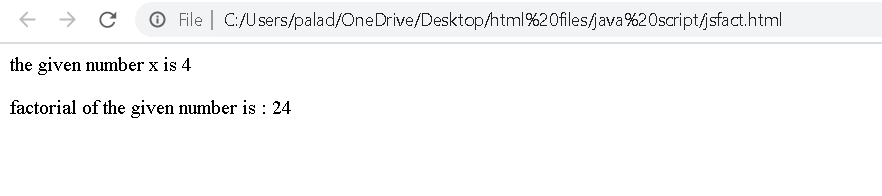 File | C:/Users/palad/OneDrive/Desktop/html%20files/java%20script/jsfact.html
the given number x is 4
factorial of the given number is : 24